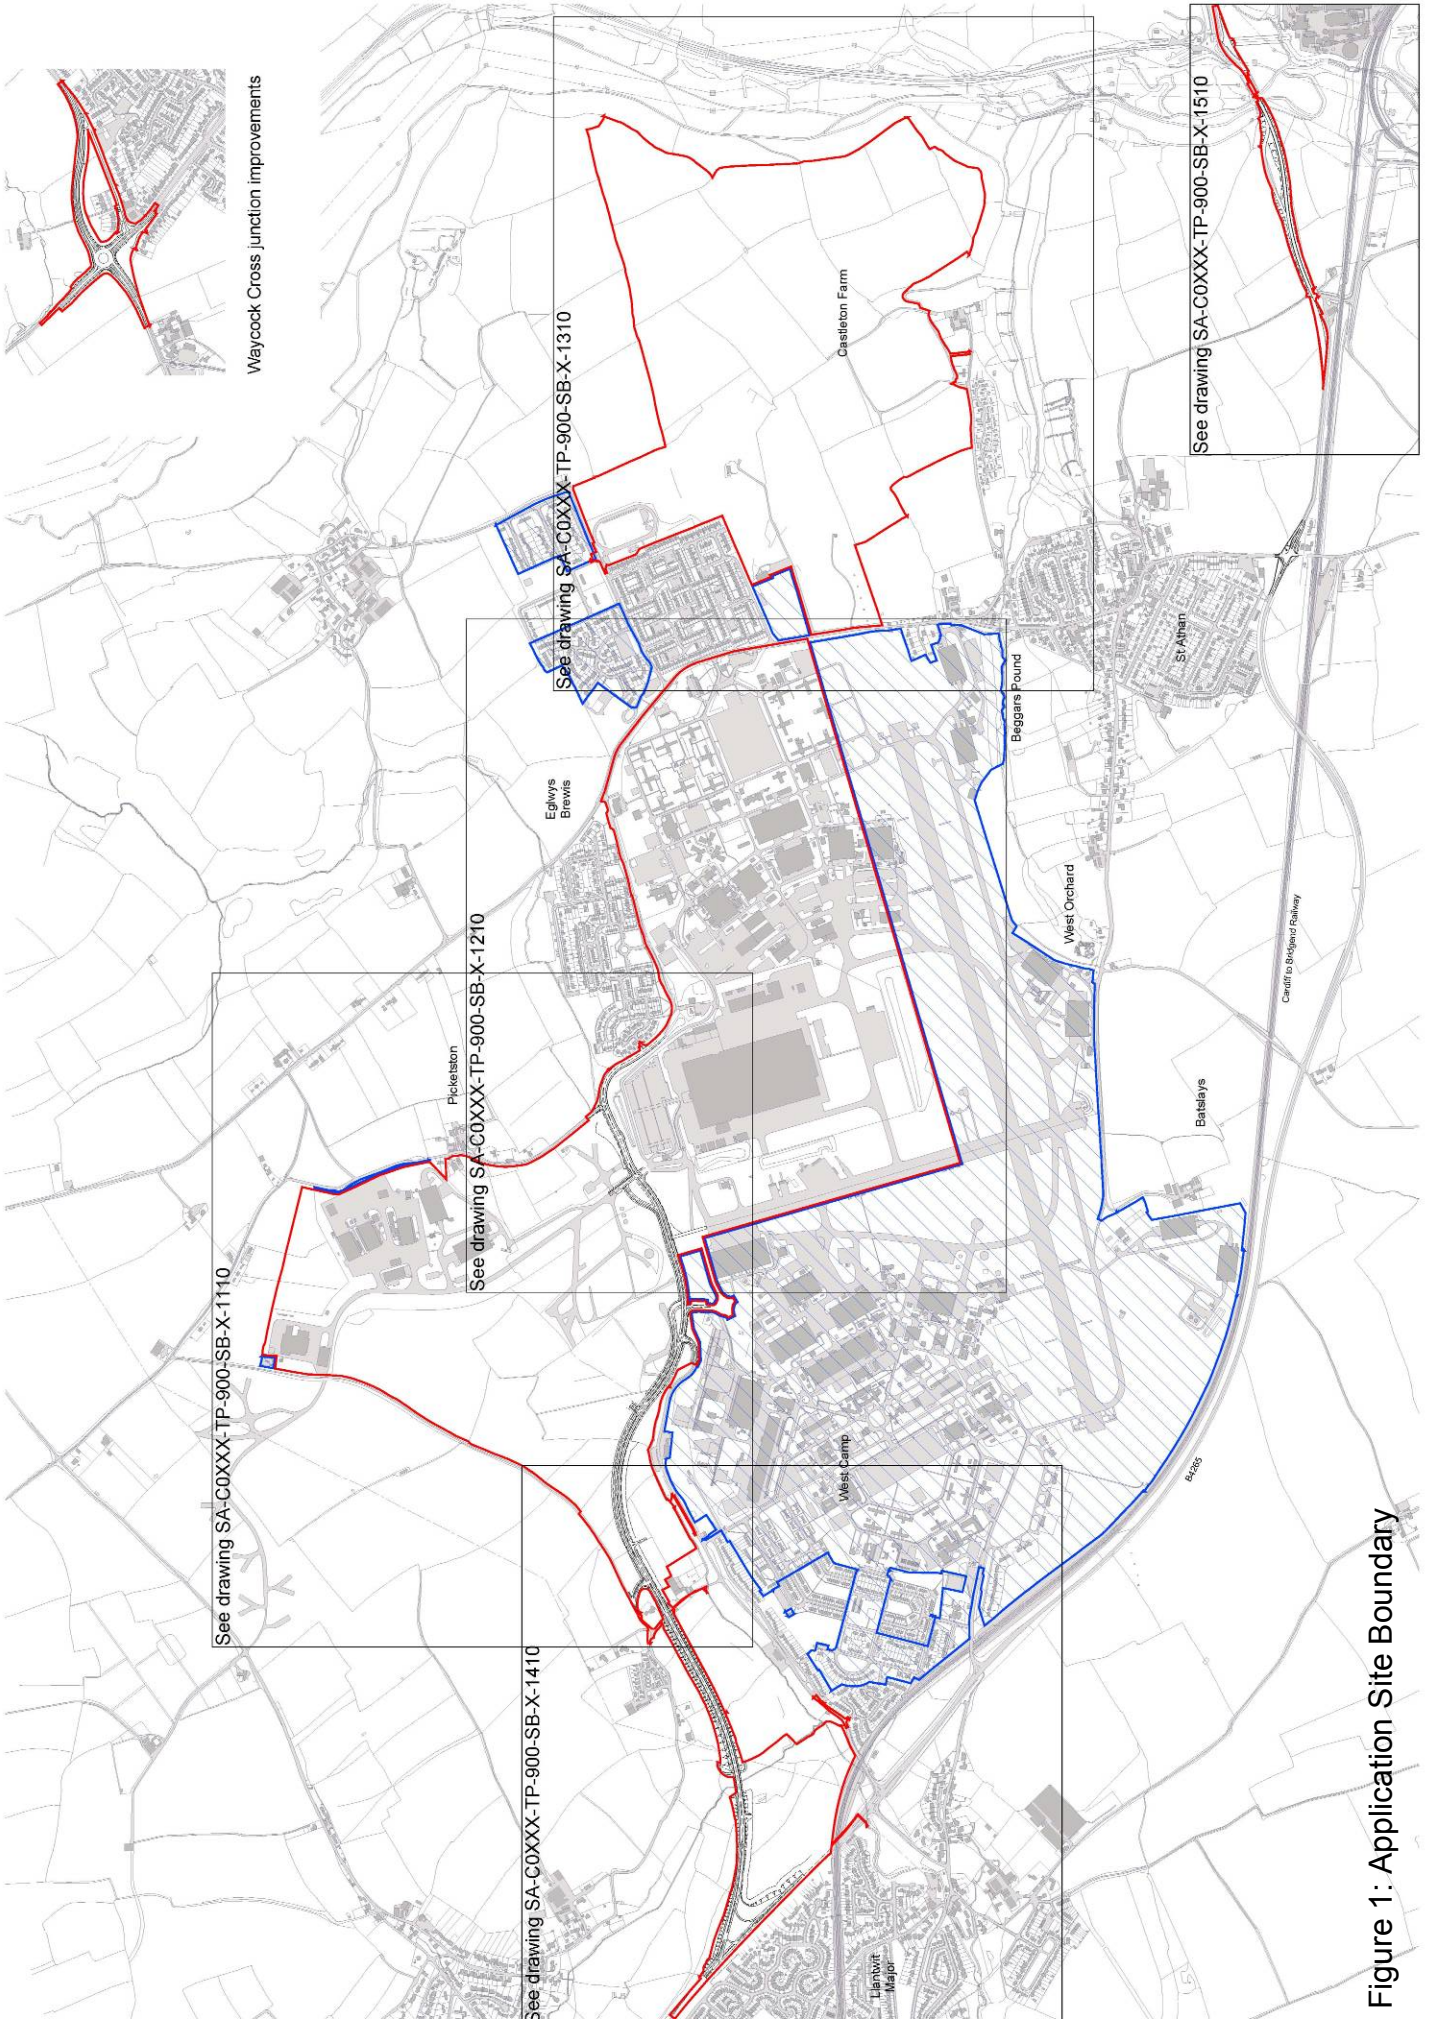 Waycock Cross junction improvements
See drawing SA-C0XXX-TP-900-SB-X-1110
See drawing SA-C0XXX-TP-900-SB-X-1210
See drawing SA-C0XXX-TP-900-SB-X-1310
See drawing SA-C0XXX-TP-900-SB-X-1410
See drawing SA-C0XXX-TP-900-SB-X-1510
Picketston
Eglwys
Brewis
Castleton Farm
Beggars Pound
St Athan
West Orchard
Batslays
West Camp
Cardiff to Bridgend Railway
B4265
Llantwit
Major
Figure 1: Application Site Boundary